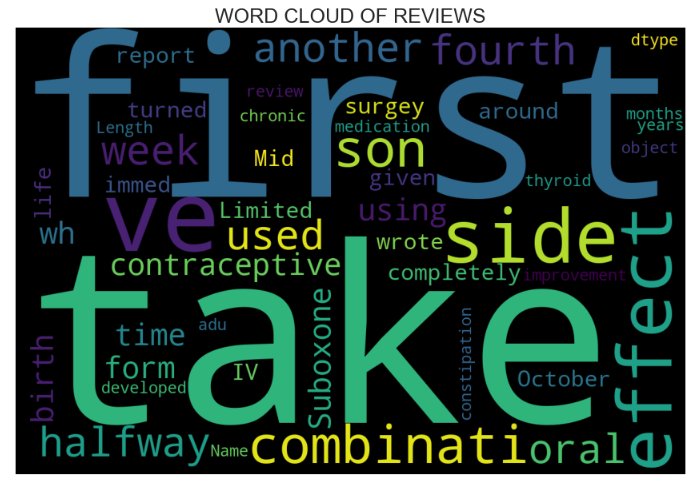 WORD CLOUD OF REVIEWS
first
report
another
fourth
dtype
review
turned
chronic
surgey
around
months
Length
medication
years
week
Mid
son
object
life
immed
given
thyroid
ve
Limited
using
wh
used
wrote
side
effect
contraceptive
completely
improvement
take
birth
time
adu
Suboxone
constipation
form
IV
October
developed
halfway
Name
combinati
oral